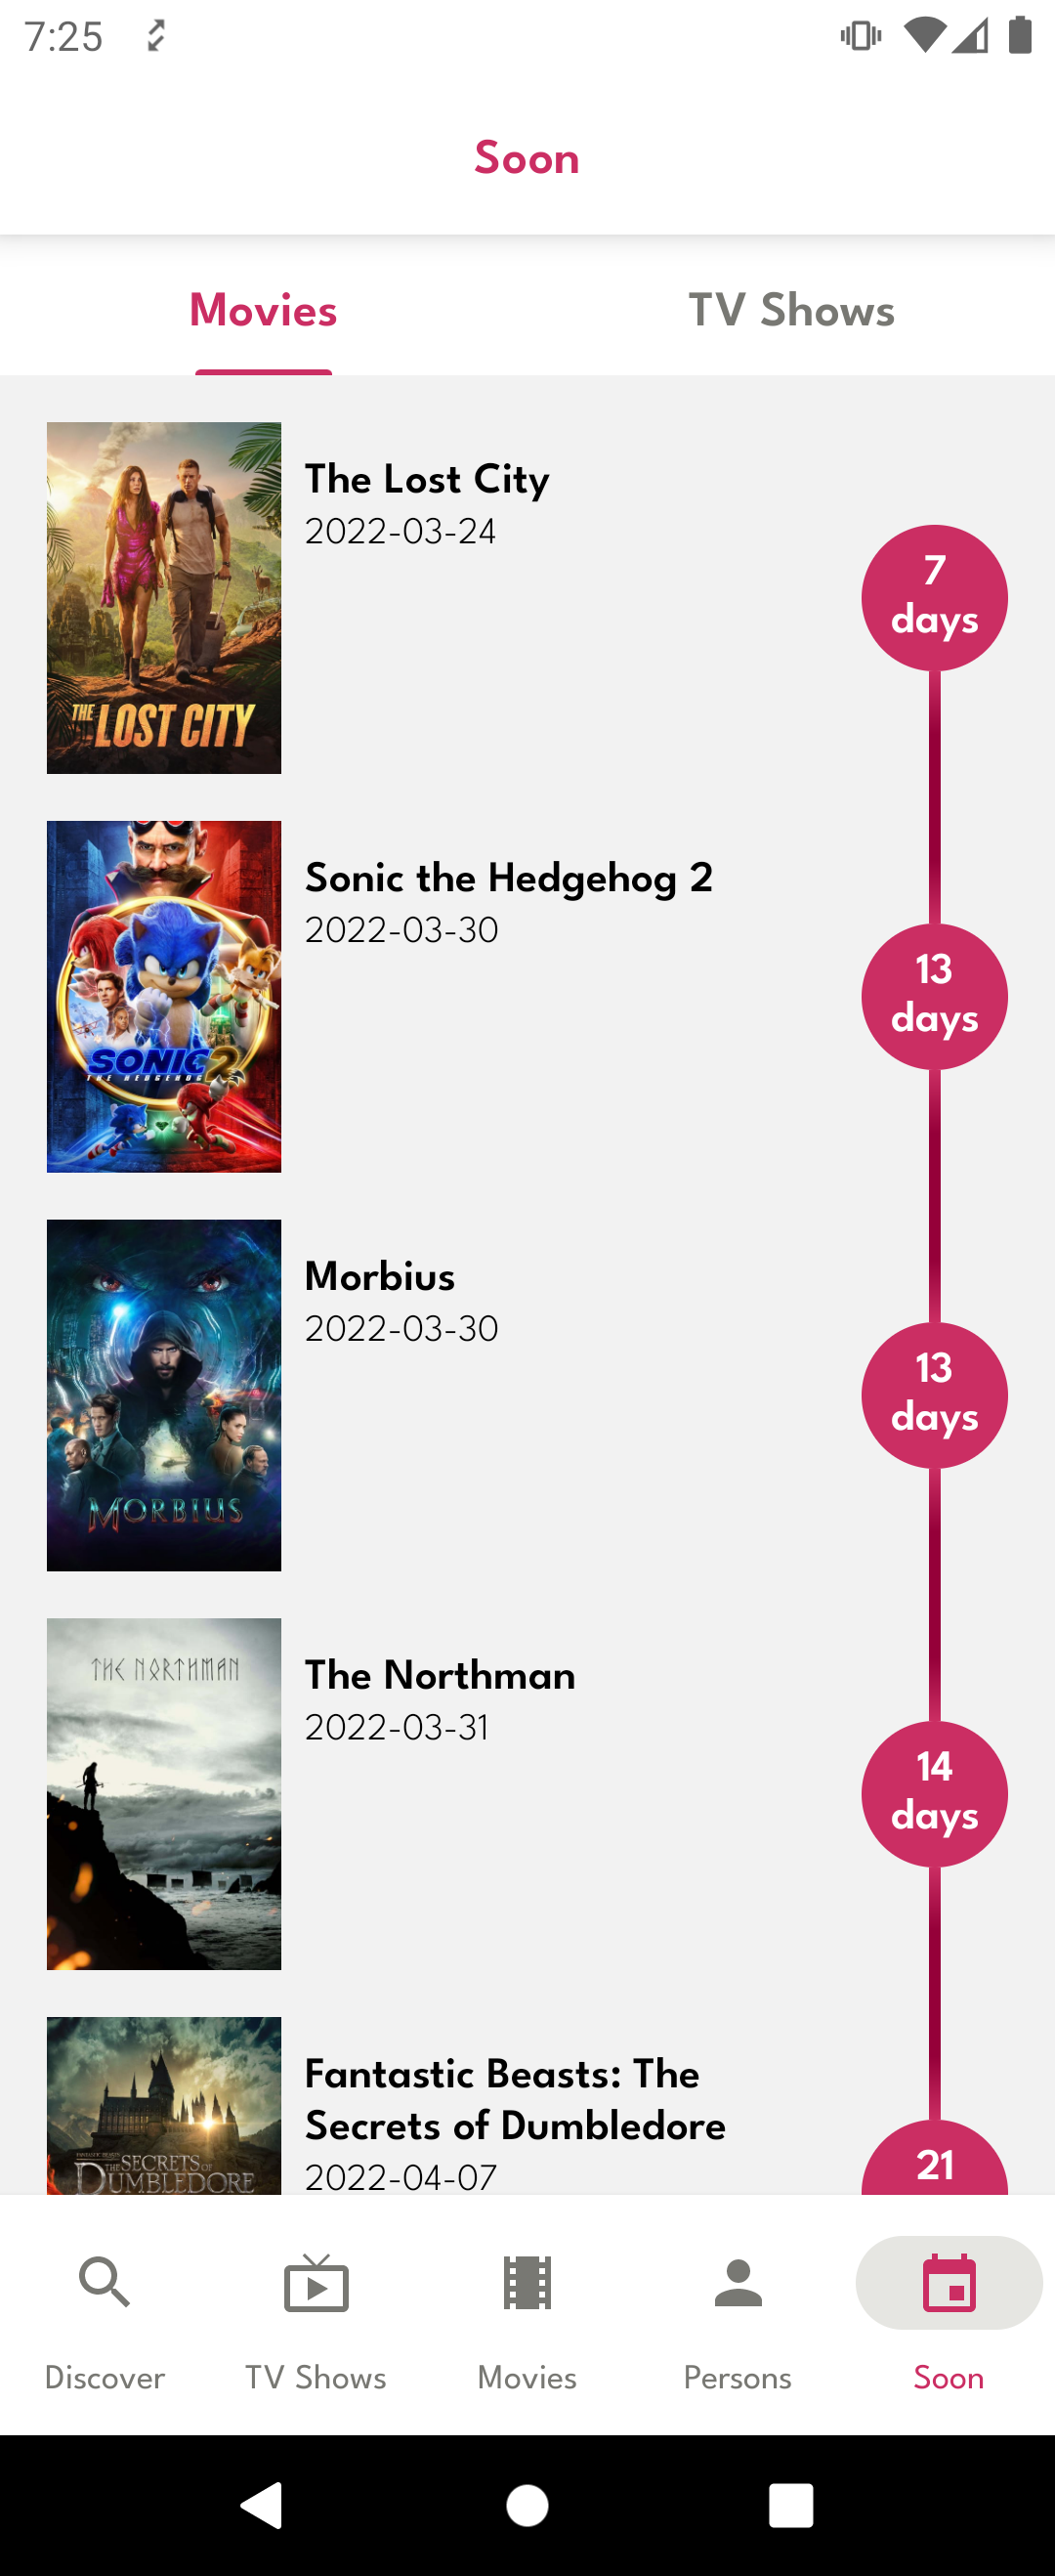 7:25
Soon
Movies
TV Shows
THE LOST CITY
The Lost City
2022-03-24
7
days
SONIC 2
THE HEDGEHOG
Sonic the Hedgehog 2
2022-03-30
13
days
MORBIUS
Morbius
2022-03-30
13
days
THE NORTHMAN
The Northman
2022-03-31
14
days
THE SECRETS OF
DUMBLEDORE
Fantastic Beasts: The
Secrets of Dumbledore
2022-04-07
21
Discover
TV Shows
Movies
Persons
Soon